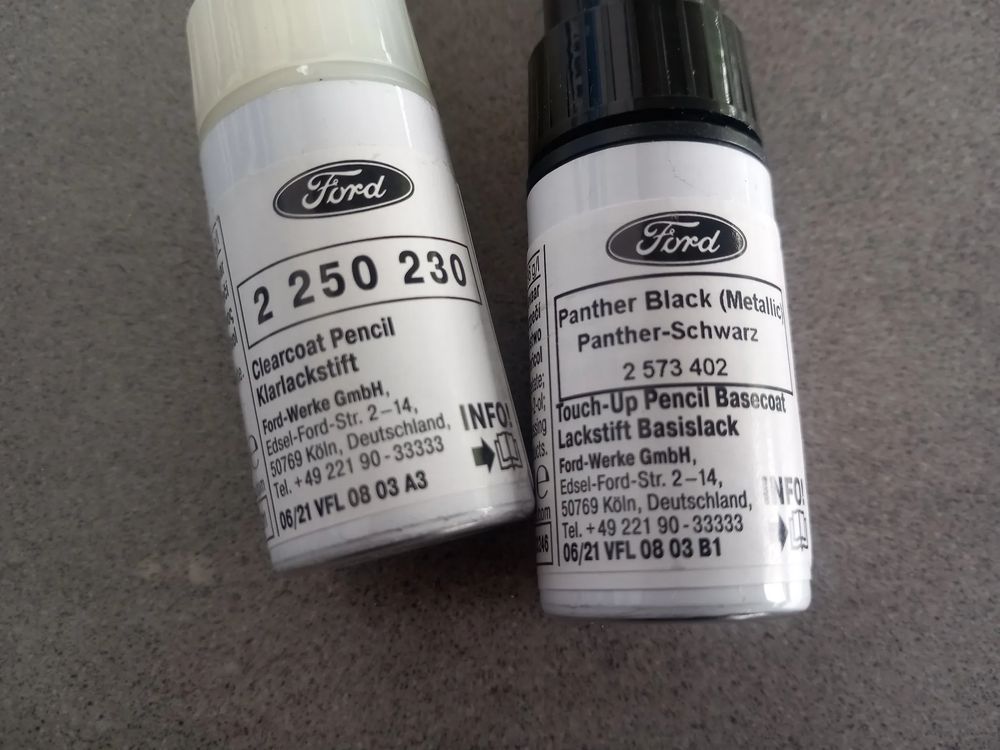 Ford
2 250 230
Clearcoat Pencil
Klarlackstift
Ford-Werke GmbH,
Edsel-Ford-Str. 2-14,
50769 Köln, Deutschland,
Tel. +49 221 90-33333
06/21 VFL 08 03 A3
INFO!
Ford
Panther Black (Metallic)
Panther-Schwarz
2 573 402
Touch-Up Pencil Basecoat
Lackstift Basislack
Ford-Werke GmbH,
Edsel-Ford-Str. 2-14,
50769 Köln, Deutschland,
Tel. +49 221 90-33333
06/21 VFL 08 03 B1
INFO!